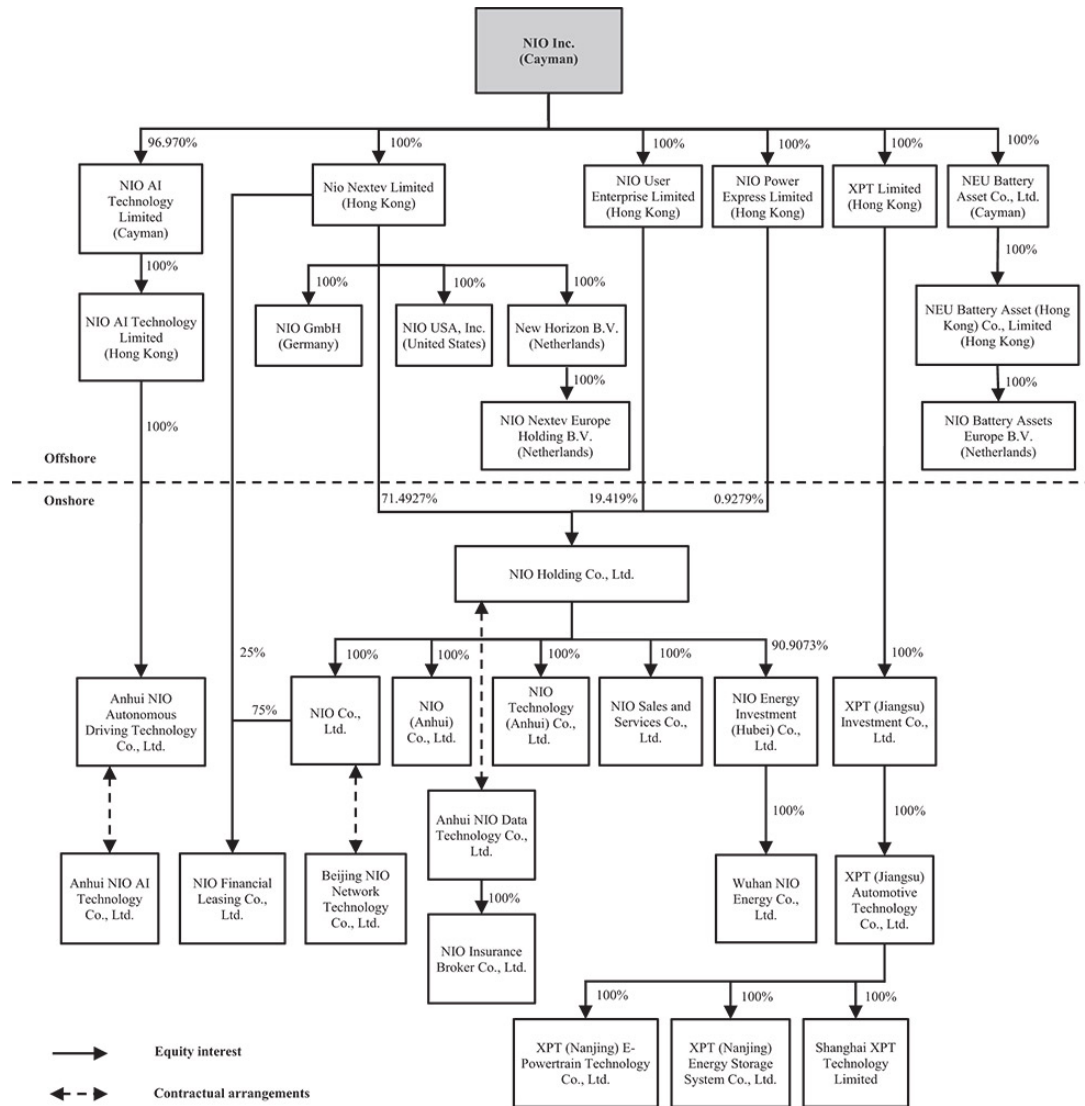 NIO Inc.
(Cayman)
96.970%
100%
100%
100%
100%
100%
NIO AI
Technology
Limited
(Cayman)
Nio Nextev Limited
(Hong Kong)
NIO User
Enterprise Limited
(Hong Kong)
NIO Power
Express Limited
(Hong Kong)
XPT Limited
(Hong Kong)
NEU Battery
Asset Co., Ltd.
(Cayman)
100%
100%
100%
100%
100%
NIO AI Technology
Limited
(Hong Kong)
NIO GmbH
(Germany)
NIO USA, Inc.
(United States)
New Horizon B.V.
(Netherlands)
NEU Battery Asset (Hong
Kong) Co., Limited
(Hong Kong)
100%
100%
100%
NIO Nextev Europe
Holding B.V.
(Netherlands)
NIO Battery Assets
Europe B.V.
(Netherlands)
Offshore
Onshore
71.4927%
19.419%
0.9279%
NIO Holding Co., Ltd.
25%
100%
100%
100%
100%
90.9073%
100%
75%
Anhui NIO
Autonomous
Driving Technology
Co., Ltd.
NIO Co.,
Ltd.
NIO
(Anhui)
Co., Ltd.
NIO
Technology
(Anhui) Co.,
Ltd.
NIO Sales and
Services Co.,
Ltd.
NIO Energy
Investment
(Hubei) Co.,
Ltd.
XPT (Jiangsu)
Investment Co.,
Ltd.
100%
100%
Anhui NIO Data
Technology Co.,
Ltd.
Anhui NIO AI
Technology
Co., Ltd.
NIO Financial
Leasing Co.,
Ltd.
Beijing NIO
Network
Technology
Co., Ltd.
Wuhan NIO
Energy Co.,
Ltd.
XPT (Jiangsu)
Automotive
Technology
Co., Ltd.
100%
NIO Insurance
Broker Co., Ltd.
100%
100%
100%
XPT (Nanjing) E-
Powertrain Technology
Co., Ltd.
XPT (Nanjing)
Energy Storage
System Co., Ltd.
Shanghai XPT
Technology
Limited
Equity interest
Contractual arrangements